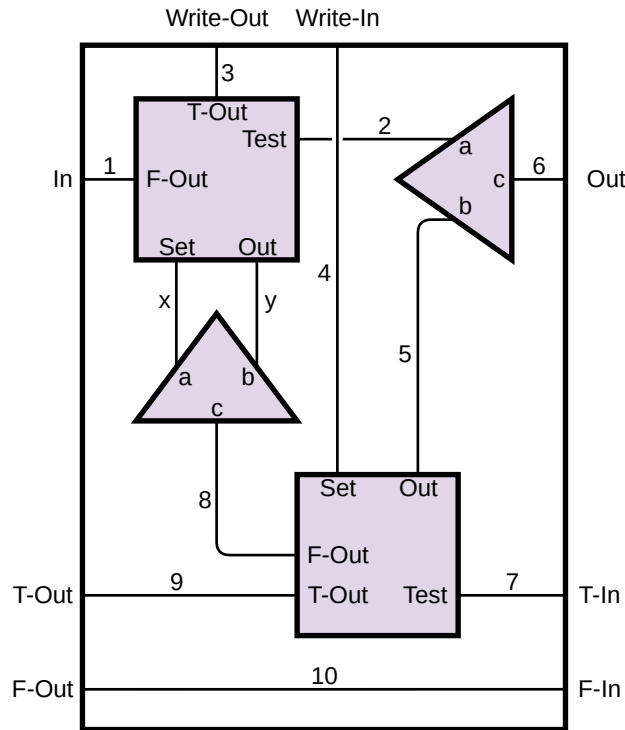 Write-Out Write-In
3
T-Out
Test 2 a
In 1 F-Out c 6 Out
b
Set Out
x y 4
5
a b
c
8 Set Out
F-Out
T-Out 9 T-Out Test 7 T-In
F-Out 10 F-In